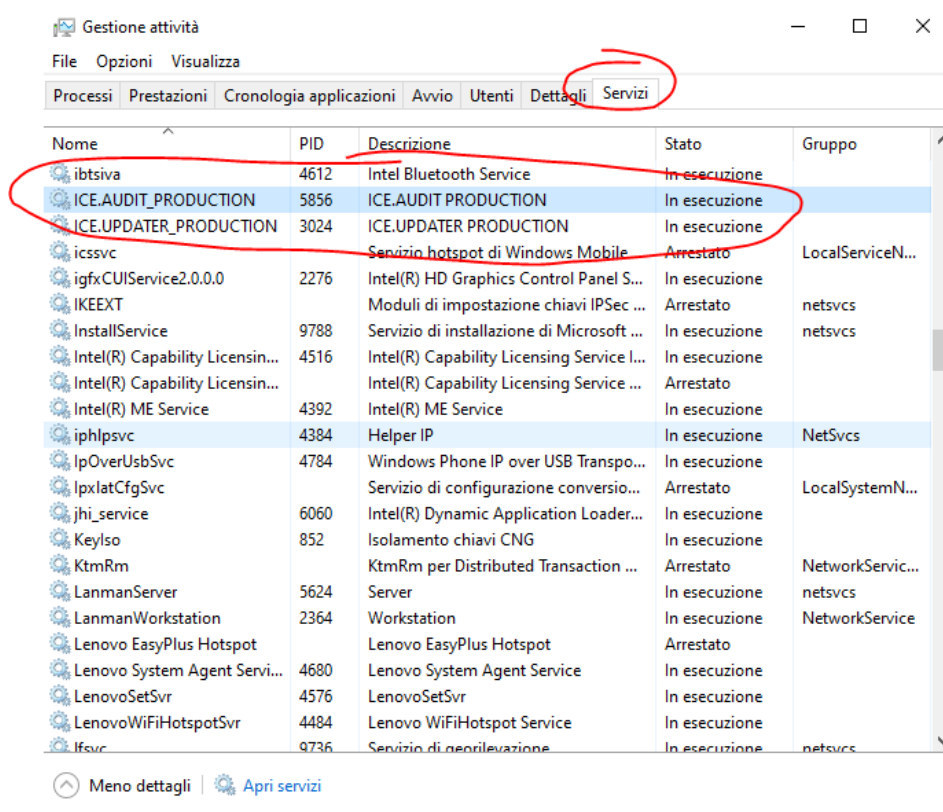 Gestione attività
File Opzioni Visualizza
Processi Prestazioni Cronologia applicazioni Avvio Utenti Dettagli Servizi
Nome PID Descrizione Stato Gruppo
ibtsiva 4612 Intel Bluetooth Service In esecuzione
ICE.AUDIT_PRODUCTION 5856 ICE.AUDIT PRODUCTION In esecuzione
ICE.UPDATER_PRODUCTION 3024 ICE.UPDATER PRODUCTION In esecuzione
icssvc Servizio hotspot di Windows Mobile Arrestato LocalServiceN...
igfxCUIService2.0.0.0 2276 Intel(R) HD Graphics Control Panel S... In esecuzione
IKEEXT Moduli di impostazione chiavi IPSec ... Arrestato netsvcs
InstallService 9788 Servizio di installazione di Microsoft ... In esecuzione netsvcs
Intel(R) Capability Licensin... 4516 Intel(R) Capability Licensing Service I... In esecuzione
Intel(R) Capability Licensin... Intel(R) Capability Licensing Service ... Arrestato
Intel(R) ME Service 4392 Intel(R) ME Service In esecuzione
iphlpsvc 4384 Helper IP In esecuzione NetSvcs
IpOverUsbSvc 4784 Windows Phone IP over USB Transpo... In esecuzione
IpxlatCfgSvc Servizio di configurazione conversio... Arrestato LocalSystemN...
jhi_service 6060 Intel(R) Dynamic Application Loader... In esecuzione
KeyIso 852 Isolamento chiavi CNG In esecuzione
KtmRm KtmRm per Distributed Transaction ... Arrestato NetworkServic...
LanmanServer 5624 Server In esecuzione netsvcs
LanmanWorkstation 2364 Workstation In esecuzione NetworkService
Lenovo EasyPlus Hotspot Lenovo EasyPlus Hotspot Arrestato
Lenovo System Agent Servi... 4680 Lenovo System Agent Service In esecuzione
LenovoSetSvr 4576 LenovoSetSvr In esecuzione
LenovoWiFiHotspotSvr 4484 Lenovo WiFiHotspot Service In esecuzione
lfsvc 9736 Servizio di georilevazione In esecuzione netsvcs
Meno dettagli Apri servizi